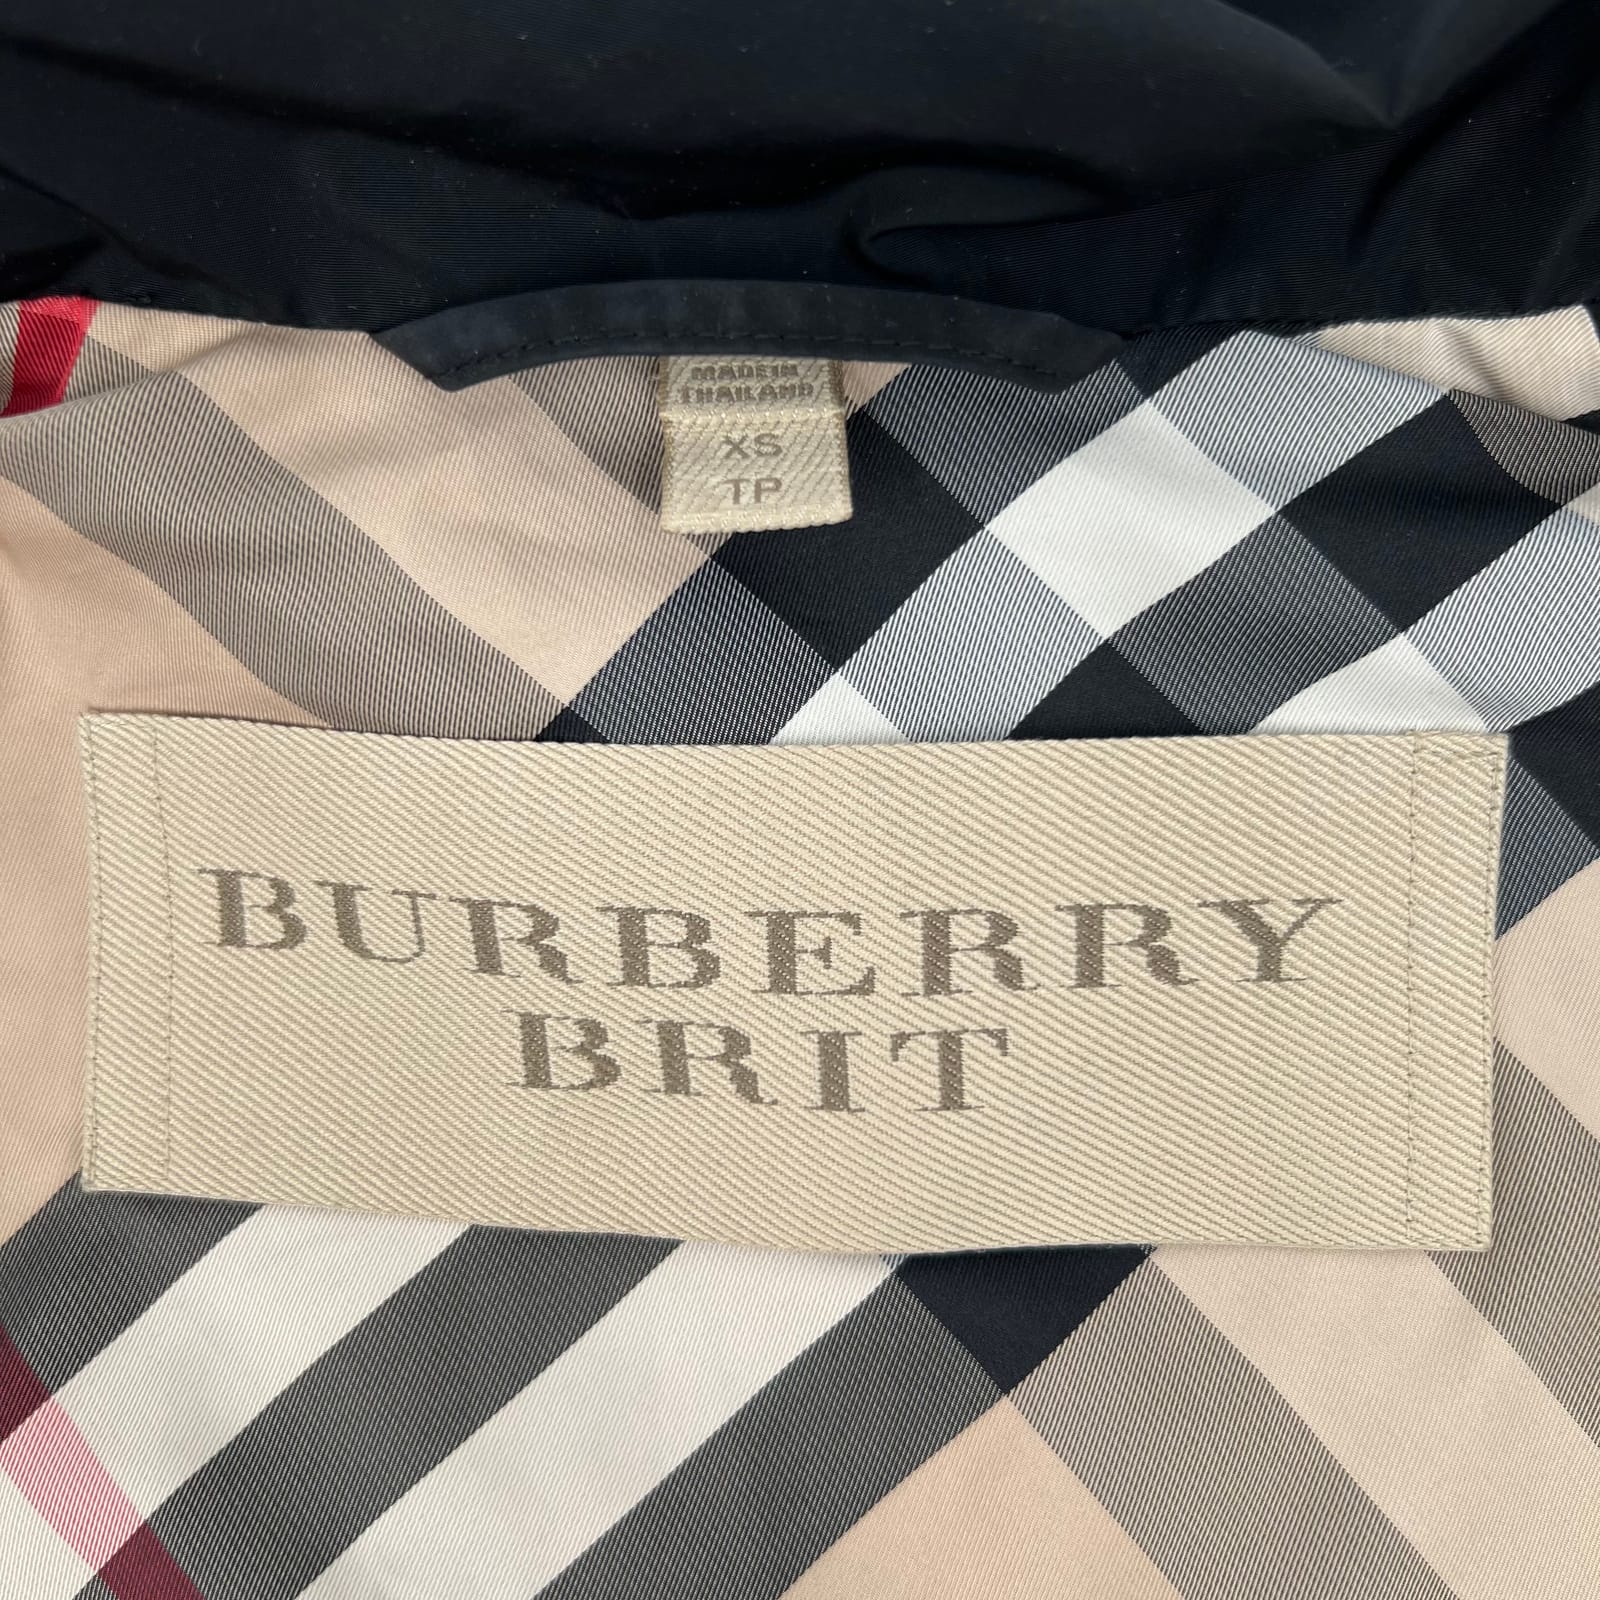 MADE IN
THAILAND
XS
TP
BURBERRY
BRIT